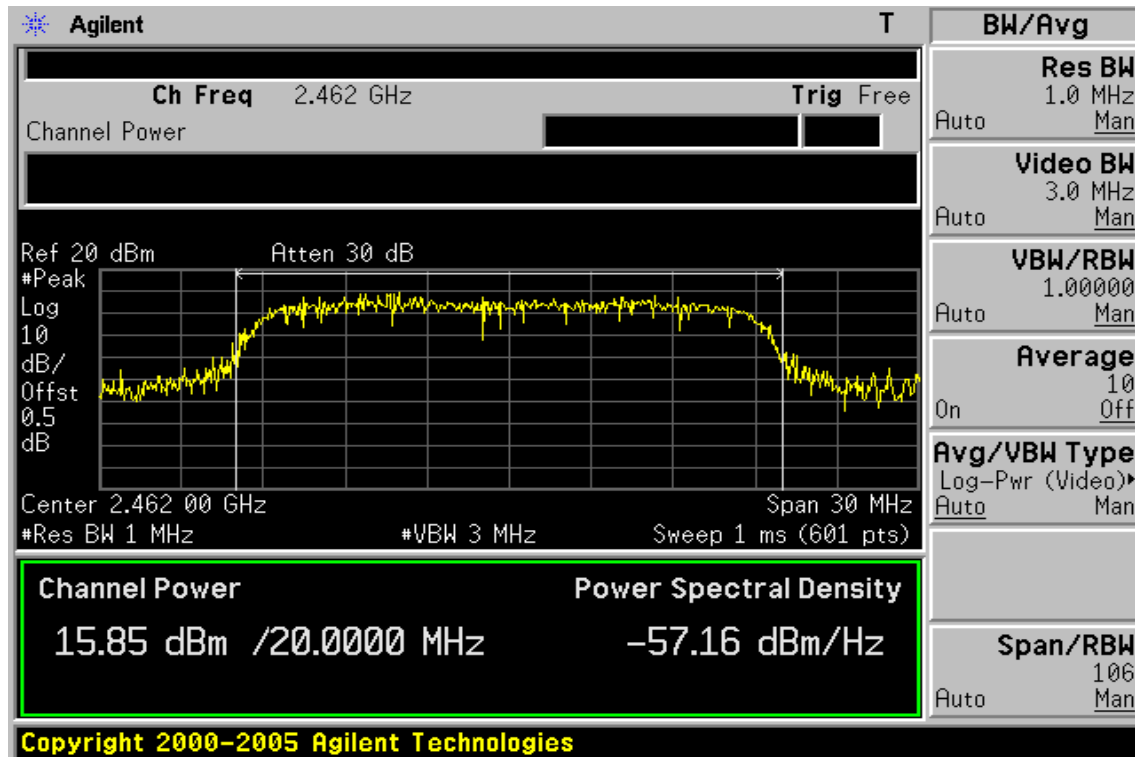 Agilent T
Ch Freq 2.462 GHz Trig Free
Channel Power
Ref 20 dBm Atten 30 dB
#Peak
Log
10
dB/
Offst
0.5
dB
Center 2.462 00 GHz Span 30 MHz
#Res BW 1 MHz #VBW 3 MHz Sweep 1 ms (601 pts)
Channel Power Power Spectral Density
15.85 dBm /20.0000 MHz -57.16 dBm/Hz
Copyright 2000-2005 Agilent Technologies
BW/Avg
Res BW
1.0 MHz
Auto Man
Video BW
3.0 MHz
Auto Man
VBW/RBW
1.00000
Auto Man
Average
10
On Off
Avg/VBW Type
Log-Pwr (Video)
Auto Man
Span/RBW
106
Auto Man